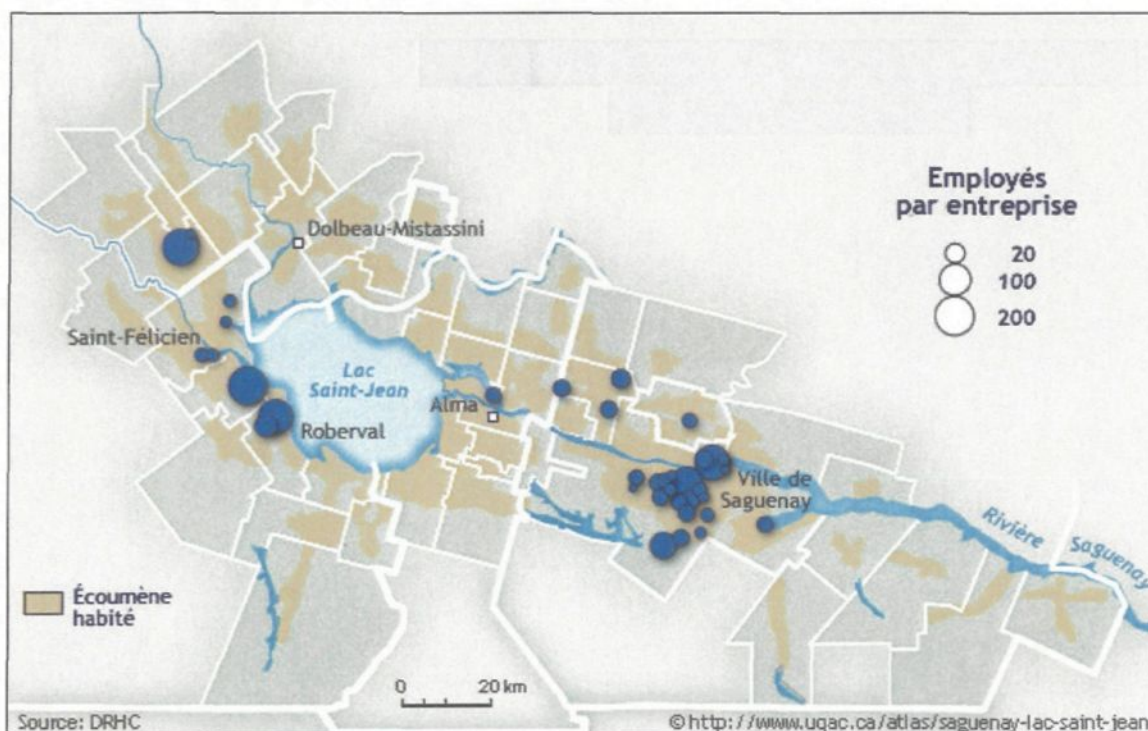 Employés
par entreprise
20
100
200
Dolbeau-Mistassini
Saint-Félicien
Lac
Saint-Jean
Alma
Roberval
Ville de
Saguenay
Rivière Saguenay
Écoumène
habité
0 20 km
Source: DRHC
©http://www.uqac.ca/atlas/saguenay-lac-saint-jean